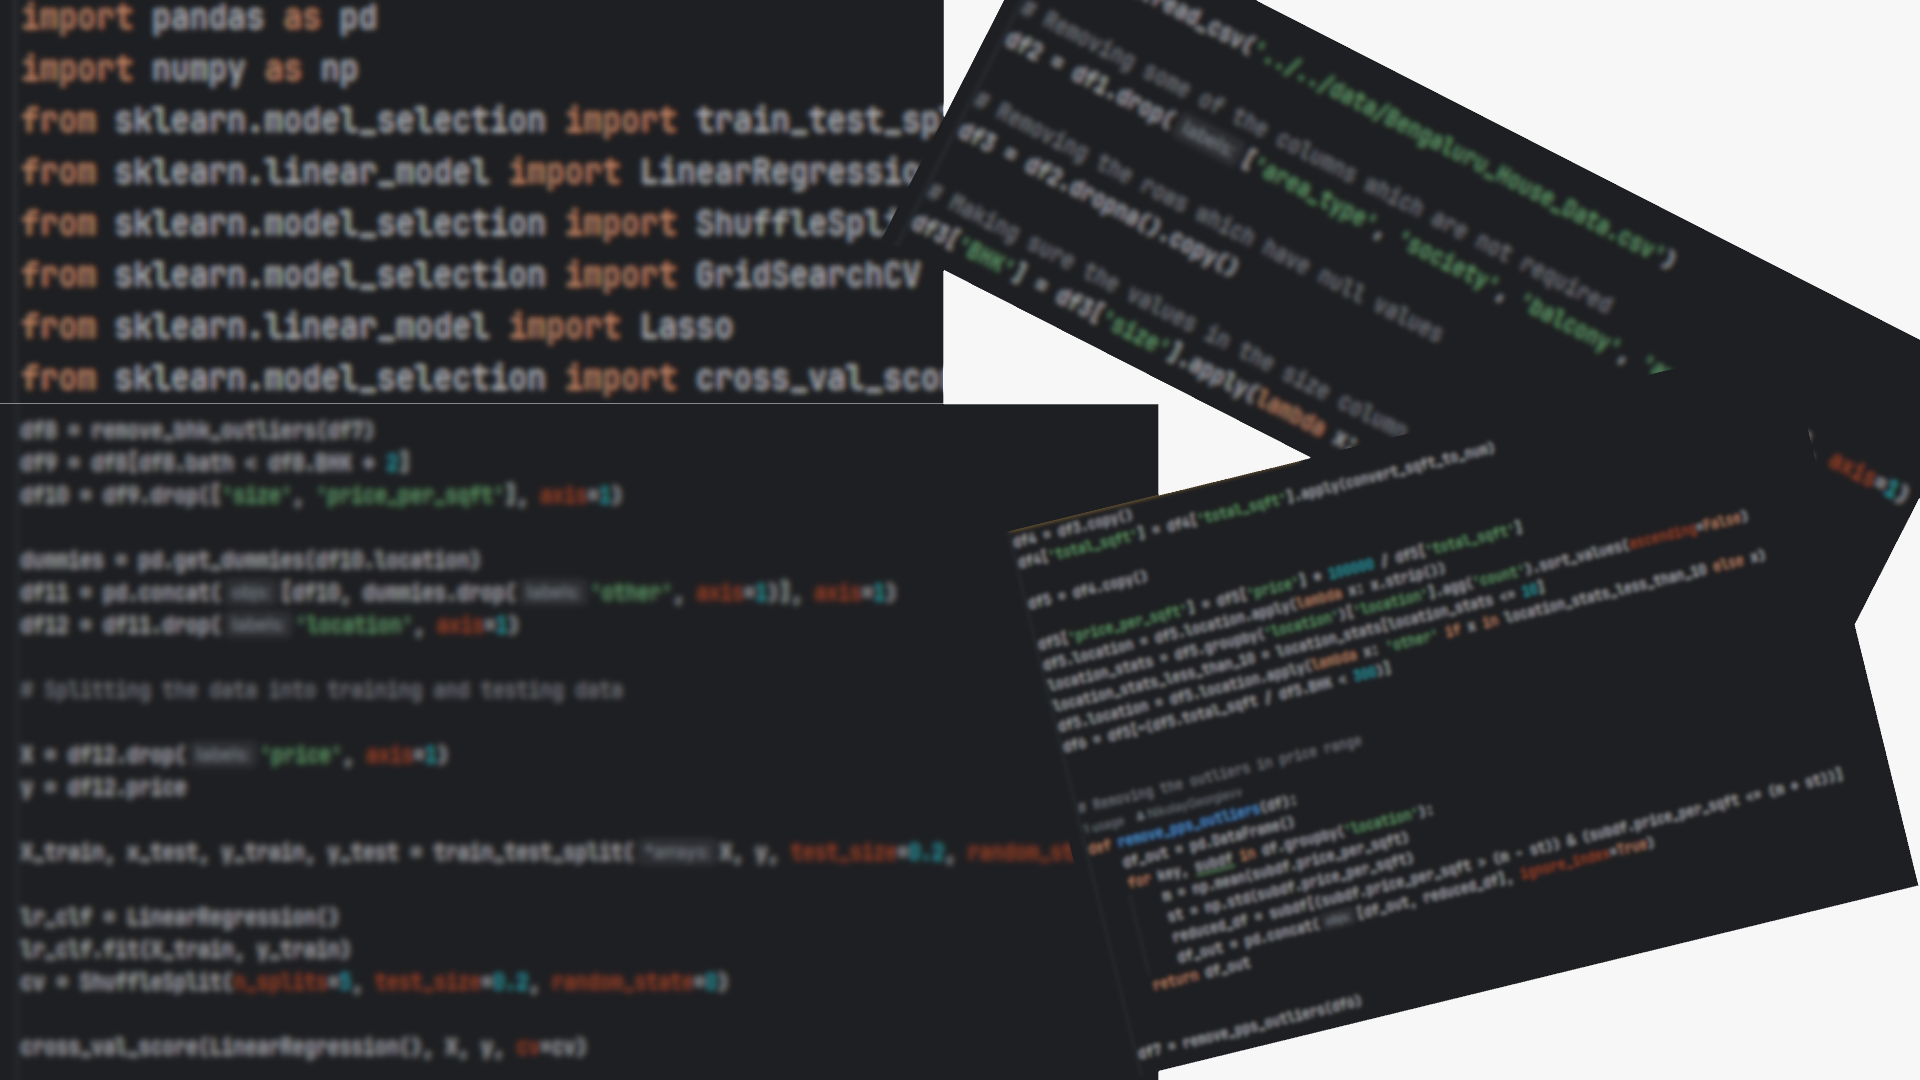 import pandas as pd
import numpy as np
from sklearn.model_selection import train_test_spl
from sklearn.linear_model import LinearRegressio
from sklearn.model_selection import ShuffleSpli
from sklearn.model_selection import GridSearchCV
from sklearn.linear_model import Lasso
from sklearn.model_selection import cross_val_sco
read_csv('../../data/Bengaluru_House_Data.csv')
# Removing some of the columns which are not required
df2 = df1.drop( labels: ['area_type', 'society', 'balcony', axis=1)
# Removing the rows which have null values
df3 = df2.dropna().copy()
# Making sure the values in the size column
df3['BHK'] = df3['size'].apply(lambda x:
df8 = remove_bhk_outliers(df7)
df9 = df8[df8.bath < df8.BHK + 2]
df10 = df9.drop(['size', 'price_per_sqft'], axis=1)
dummies = pd.get_dummies(df10.location)
df11 = pd.concat( objs: [df10, dummies.drop( labels: 'other', axis=1)], axis=1)
df12 = df11.drop( labels: 'location', axis=1)
# Splitting the data into training and testing data
X = df12.drop( labels: 'price', axis=1)
y = df12.price
X_train, x_test, y_train, y_test = train_test_split( *arrays: X, y, test_size=0.2, random_st
lr_clf = LinearRegression()
lr_clf.fit(X_train, y_train)
cv = ShuffleSplit(n_splits=5, test_size=0.2, random_state=0)
cross_val_score(LinearRegression(), X, y, cv=cv)
df4 = df3.copy()
df4['total_sqft'] = df4['total_sqft'].apply(convert_sqft_to_num)
df5 = df4.copy()
df5['price_per_sqft'] = df5['price'] * 100000 / df5['total_sqft']
df5.location = df5.location.apply(lambda x: x.strip())
location_stats = df5.groupby('location')['location'].agg('count').sort_values(ascending=False)
location_stats_less_than_10 = location_stats[location_stats <= 10]
df5.location = df5.location.apply(lambda x: 'other' if x in location_stats_less_than_10 else x)
df6 = df5[~(df5.total_sqft / df5.BHK < 300)]
# Removing the outliers in price range
1 usage
def remove_pps_outliers(df):
df_out = pd.DataFrame()
for key, subdf in df.groupby('location'):
m = np.mean(subdf.price_per_sqft)
st = np.std(subdf.price_per_sqft)
reduced_df = subdf[(subdf.price_per_sqft > (m - st)) & (subdf.price_per_sqft <= (m + st))]
df_out = pd.concat( objs: [df_out, reduced_df], ignore_index=True)
return df_out
df7 = remove_pps_outliers(df6)